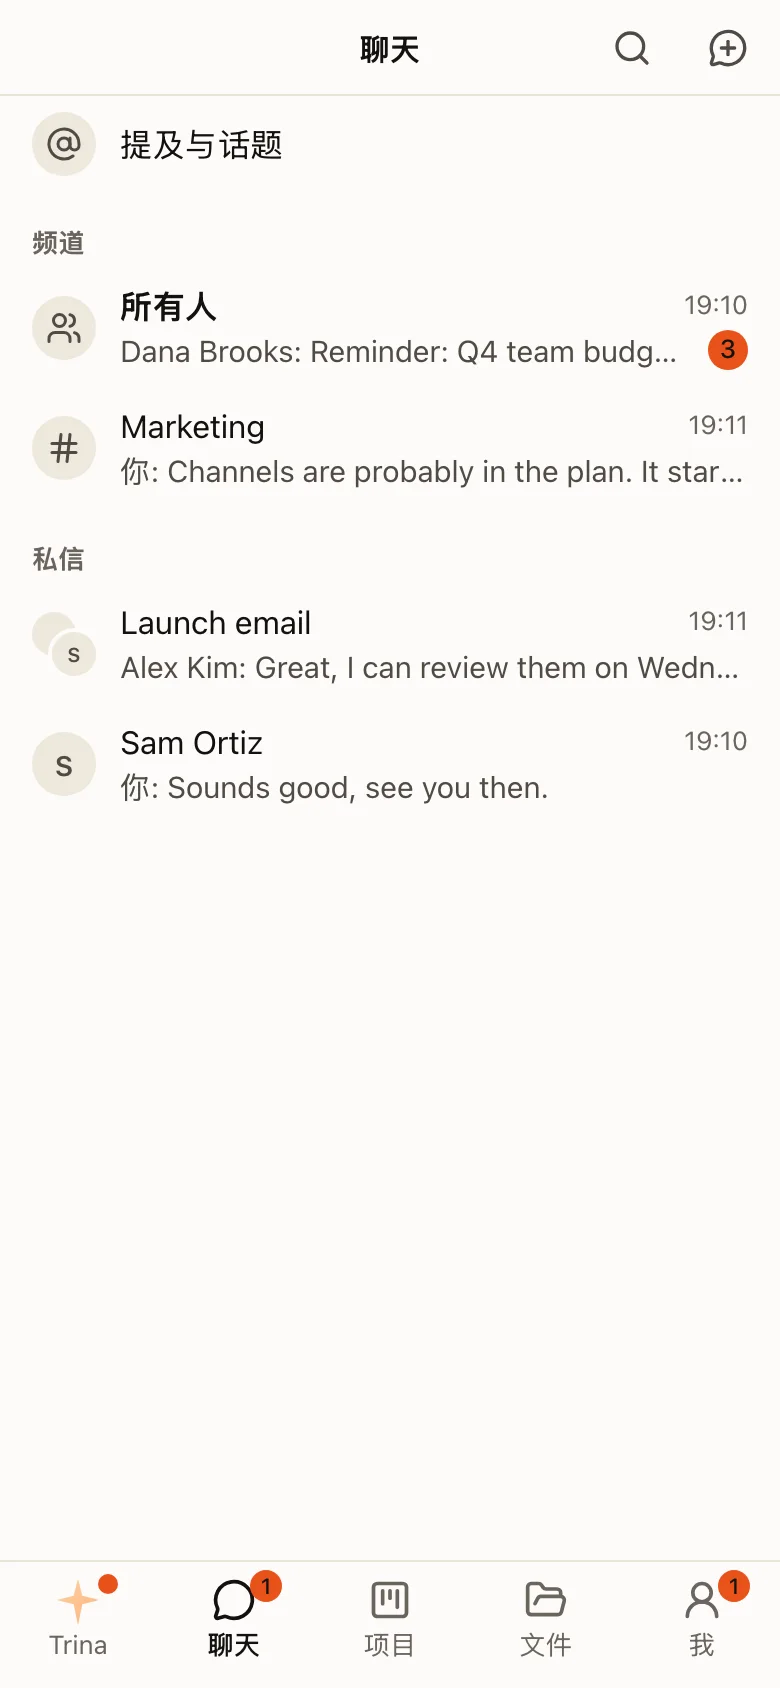 聊天
@ 提及与话题
频道
所有人 19:10
Dana Brooks: Reminder: Q4 team budg... 3
# Marketing 19:11
你: Channels are probably in the plan. It star...
私信
Launch email 19:11
S Alex Kim: Great, I can review them on Wedn...
S Sam Ortiz 19:10
你: Sounds good, see you then.
1 1
Trina 聊天 项目 文件 我